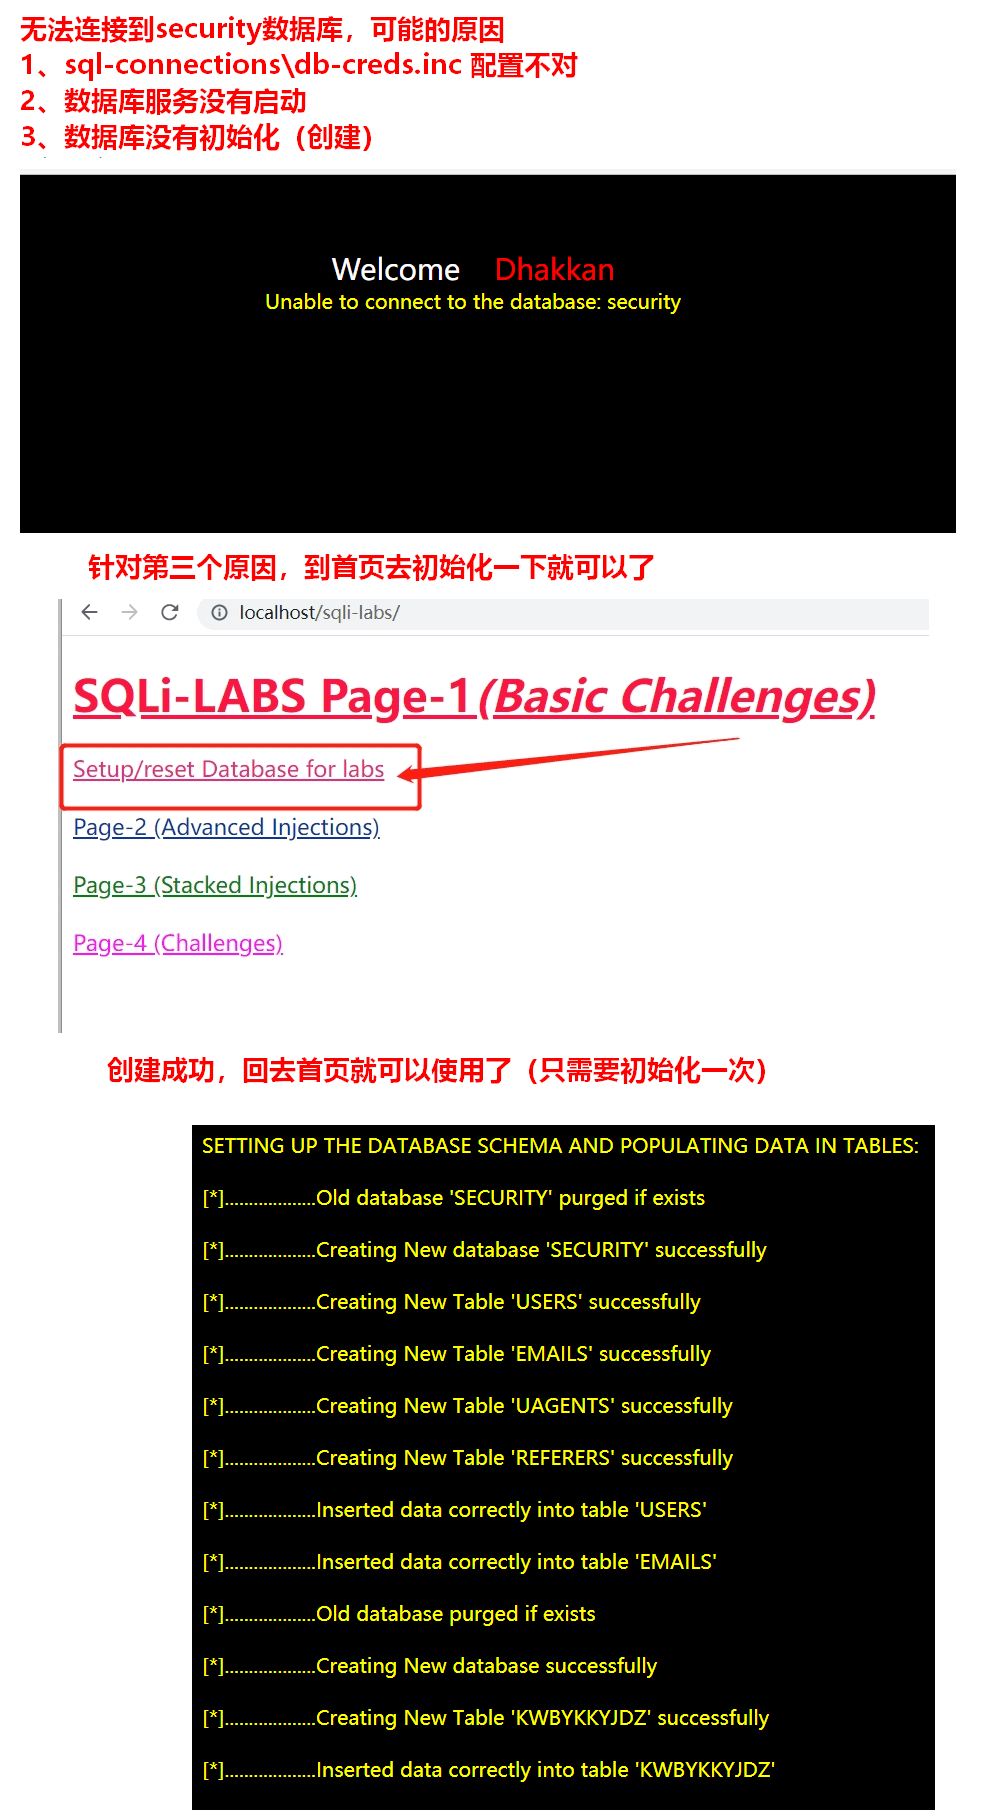 无法连接到security数据库，可能的原因
1、sql-connections\db-creds.inc 配置不对
2、数据库服务没有启动
3、数据库没有初始化（创建）
Welcome Dhakkan
Unable to connect to the database: security
针对第三个原因，到首页去初始化一下就可以了
localhost/sqli-labs/
SQLi-LABS Page-1(Basic Challenges)
Setup/reset Database for labs
Page-2 (Advanced Injections)
Page-3 (Stacked Injections)
Page-4 (Challenges)
创建成功，回去首页就可以使用了（只需要初始化一次）
SETTING UP THE DATABASE SCHEMA AND POPULATING DATA IN TABLES:
[*]...................Old database 'SECURITY' purged if exists
[*]...................Creating New database 'SECURITY' successfully
[*]...................Creating New Table 'USERS' successfully
[*]...................Creating New Table 'EMAILS' successfully
[*]...................Creating New Table 'UAGENTS' successfully
[*]...................Creating New Table 'REFERERS' successfully
[*]...................Inserted data correctly into table 'USERS'
[*]...................Inserted data correctly into table 'EMAILS'
[*]...................Old database purged if exists
[*]...................Creating New database successfully
[*]...................Creating New Table 'KWBYKKYJDZ' successfully
[*]...................Inserted data correctly into table 'KWBYKKYJDZ'